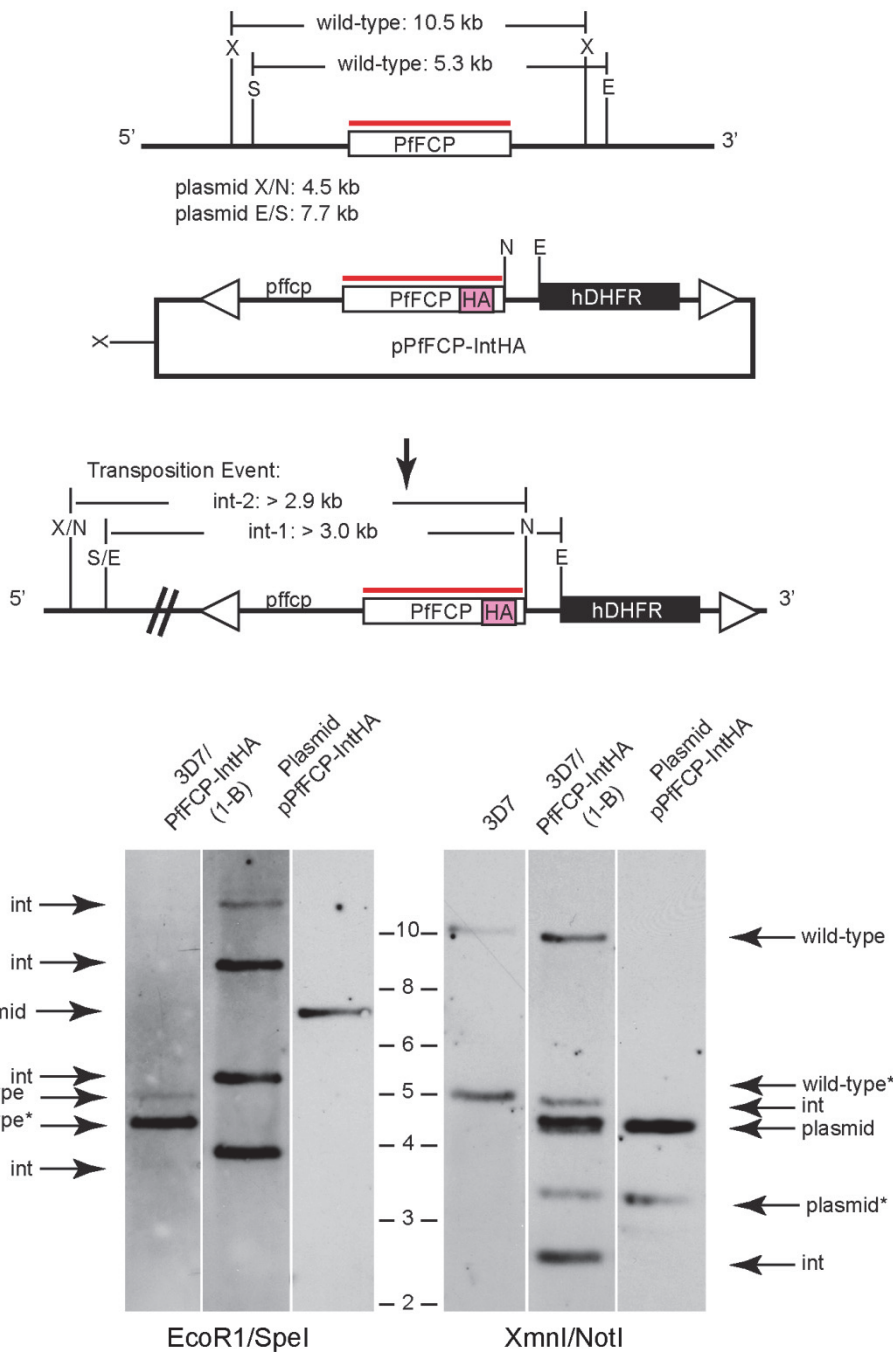 wild-type: 10.5 kb
X X
wild-type: 5.3 kb
S E
5' PfFCP 3'
plasmid X/N: 4.5 kb
plasmid E/S: 7.7 kb
N E
pffcp PfFCP HA hDHFR
X
pPfFCP-IntHA
Transposition Event:
int-2: > 2.9 kb
X/N int-1: > 3.0 kb N
S/E E
5' pffcp PfFCP HA hDHFR 3'
3D7/
PfFCP-IntHA
(1-B)
Plasmid
pPfFCP-IntHA
3D7
3D7/
PfFCP-IntHA
(1-B)
Plasmid
pPfFCP-IntHA
int
int
mid
int
pe
pe*
int
10
8
6
5
4
3
2
wild-type
wild-type*
int
plasmid
plasmid*
int
EcoR1/SpeI XmnI/NotI